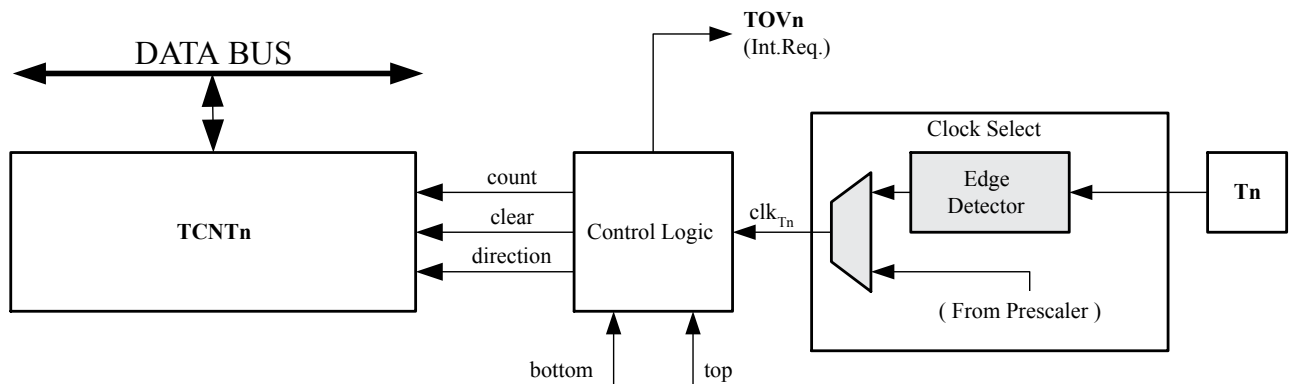 TOVn
(Int.Req.)
DATA BUS
Clock Select
count
Edge
Detector
Tn
TCNTn
clear
Control Logic
clkTn
direction
( From Prescaler )
bottom
top